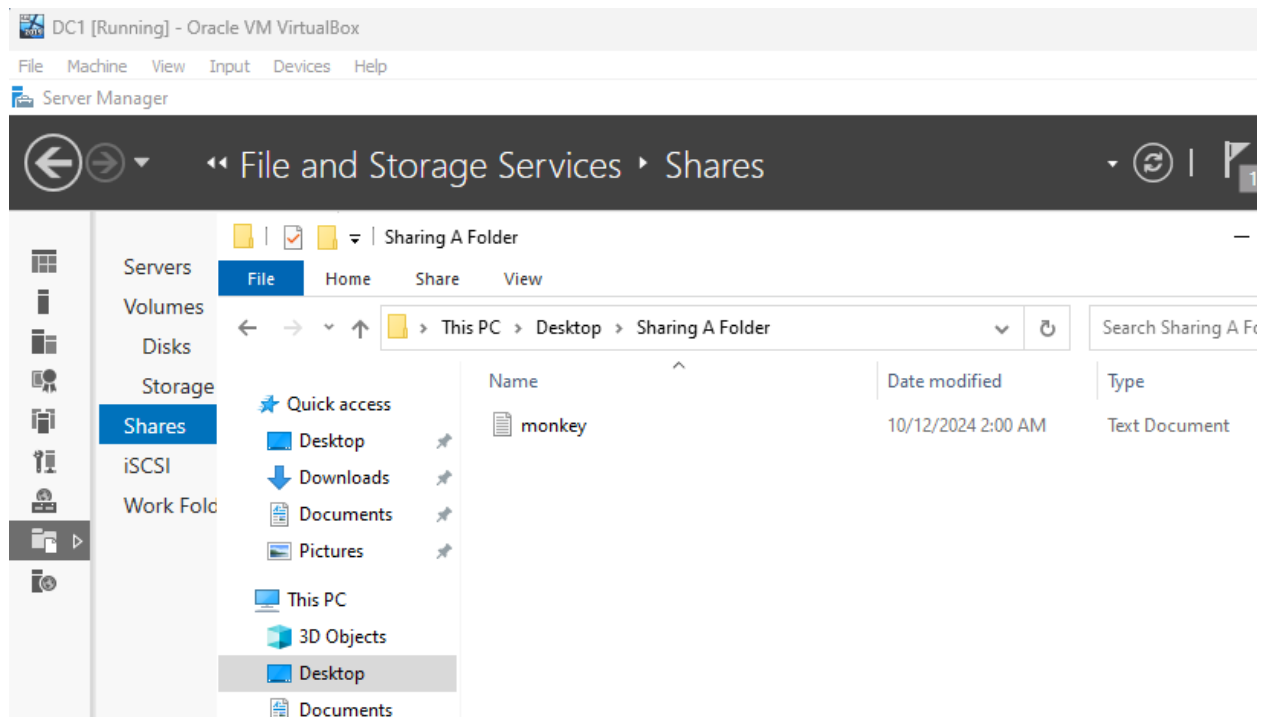 DC1 [Running] - Oracle VM VirtualBox
File Machine View Input Devices Help
Server Manager
File and Storage Services Shares
1
Servers
Volumes
Disks
Storage
Shares
iSCSI
Work Fold
Sharing A Folder
File Home Share View
This PC > Desktop > Sharing A Folder
Search Sharing A Fo
Name Date modified Type
monkey 10/12/2024 2:00 AM Text Document
Quick access
Desktop
Downloads
Documents
Pictures
This PC
3D Objects
Desktop
Documents